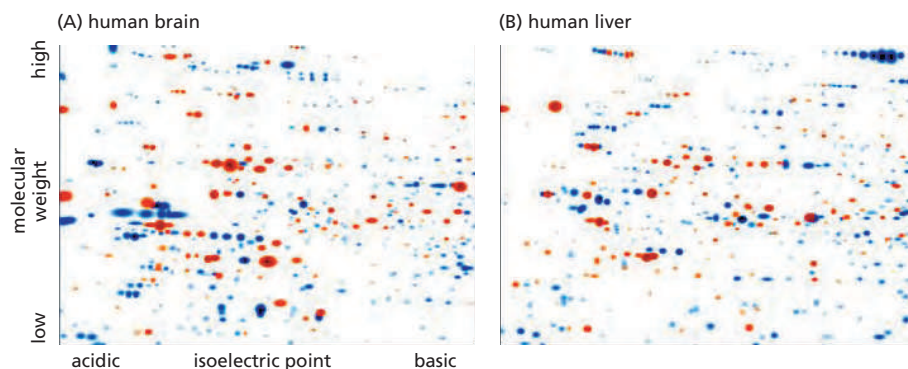 (A) human brain
(B) human liver
high
molecular
weight
low
acidic
isoelectric point
basic